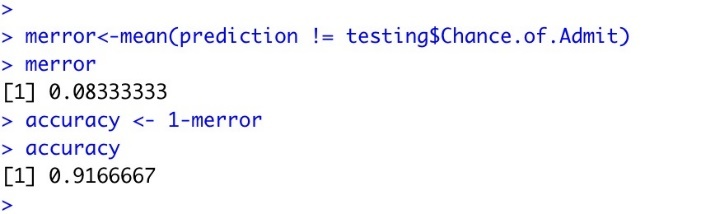 >
> merror<-mean(prediction != testing$Chance.of.Admit)
> merror
[1] 0.08333333
> accuracy <- 1-merror
> accuracy
[1] 0.9166667
>